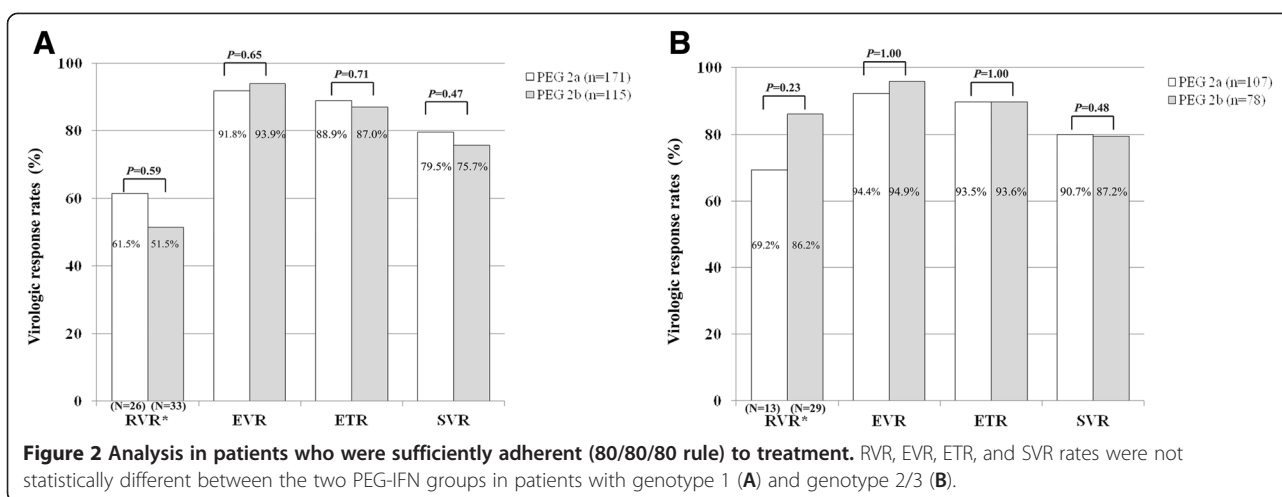 A
P=0.65
P=0.71
P=0.47
P=0.59
PEG 2a (n=171)
PEG 2b (n=115)
Virologic response rates (%)
100
80
60
40
20
0
61.5% 51.5%
91.8% 93.9%
88.9% 87.0%
79.5% 75.7%
(N=26) (N=33)
RVR* EVR ETR SVR
B
P=1.00
P=1.00
P=0.23
P=0.48
PEG 2a (n=107)
PEG 2b (n=78)
Virologic response rates (%)
100
80
60
40
20
0
69.2% 86.2%
94.4% 94.9%
93.5% 93.6%
90.7% 87.2%
(N=13) (N=29)
RVR* EVR ETR SVR
Figure 2 Analysis in patients who were sufficiently adherent (80/80/80 rule) to treatment. RVR, EVR, ETR, and SVR rates were not
statistically different between the two PEG-IFN groups in patients with genotype 1 (A) and genotype 2/3 (B).